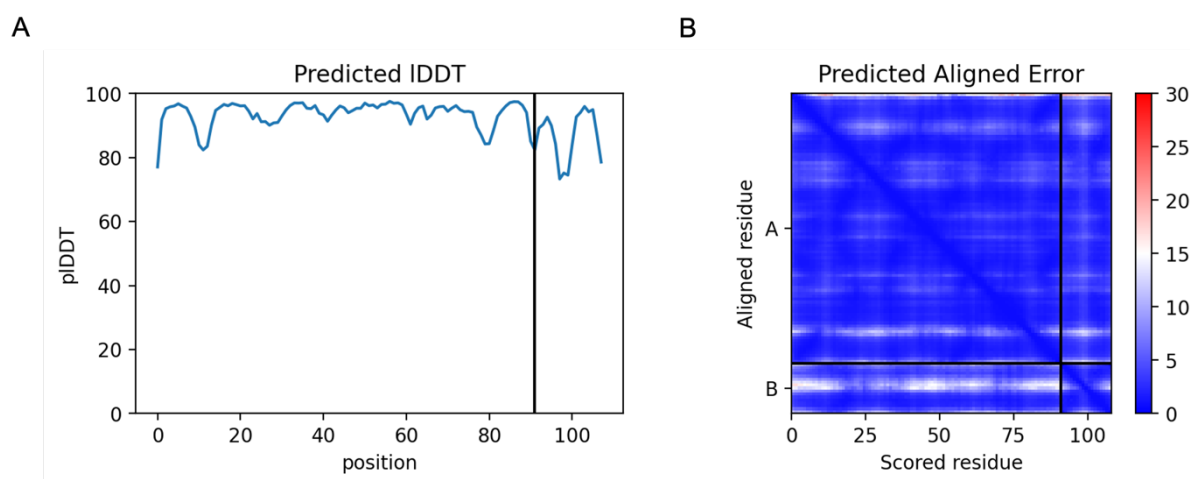 A
Predicted lDDT
100
80
60
40
20
0
plDDT
0 20 40 60 80 100
position
B
Predicted Aligned Error
Aligned residue
A
B
0 25 50 75 100
Scored residue
30
25
20
15
10
5
0